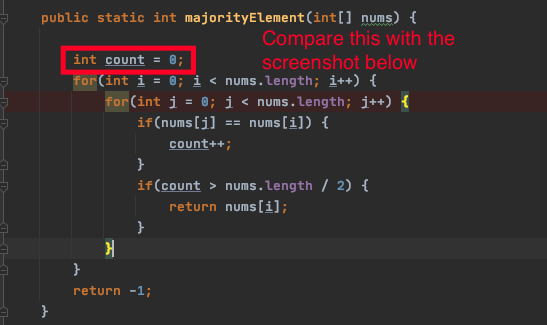 public static int majorityElement(int[] nums) {
int count = 0;
Compare this with the
screenshot below
for(int i = 0; i < nums.length; i++) {
for(int j = 0; j < nums.length; j++) {
if(nums[j] == nums[i]) {
count++;
}
if(count > nums.length / 2) {
return nums[i];
}
}
}
return -1;
}